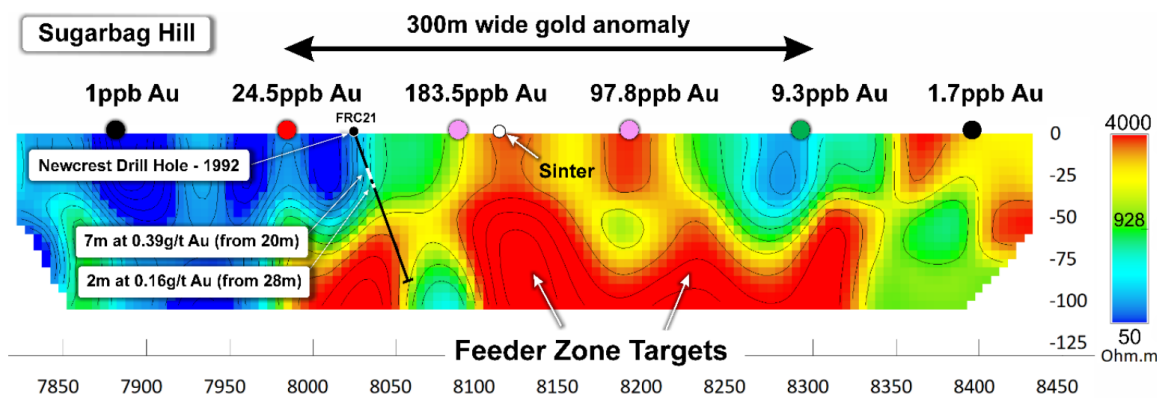 Sugarbag Hill
300m wide gold anomaly
1ppb Au
24.5ppb Au
183.5ppb Au
97.8ppb Au
9.3ppb Au
1.7ppb Au
FRC21
Newcrest Drill Hole - 1992
Sinter
7m at 0.39g/t Au (from 20m)
2m at 0.16g/t Au (from 28m)
Feeder Zone Targets
0
-25
-50
-75
-100
-125
4000
928
50
Ohm.m
7850 7900 7950 8000 8050 8100 8150 8200 8250 8300 8350 8400 8450